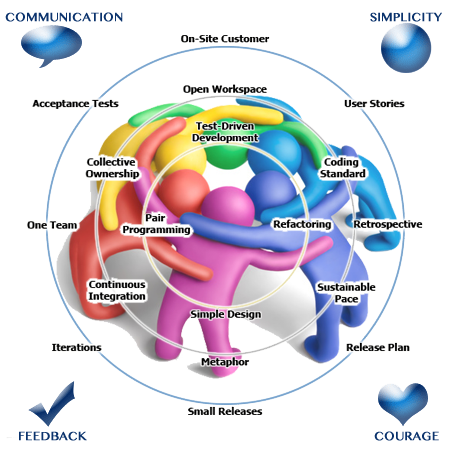 COMMUNICATION
SIMPLICITY
On-Site Customer
Open Workspace
Acceptance Tests
User Stories
Test-Driven
Development
Collective
Ownership
Coding
Standard
One Team
Pair
Programming
Refactoring
Retrospective
Continuous
Integration
Sustainable
Pace
Simple Design
Iterations
Metaphor
Release Plan
Small Releases
FEEDBACK
COURAGE